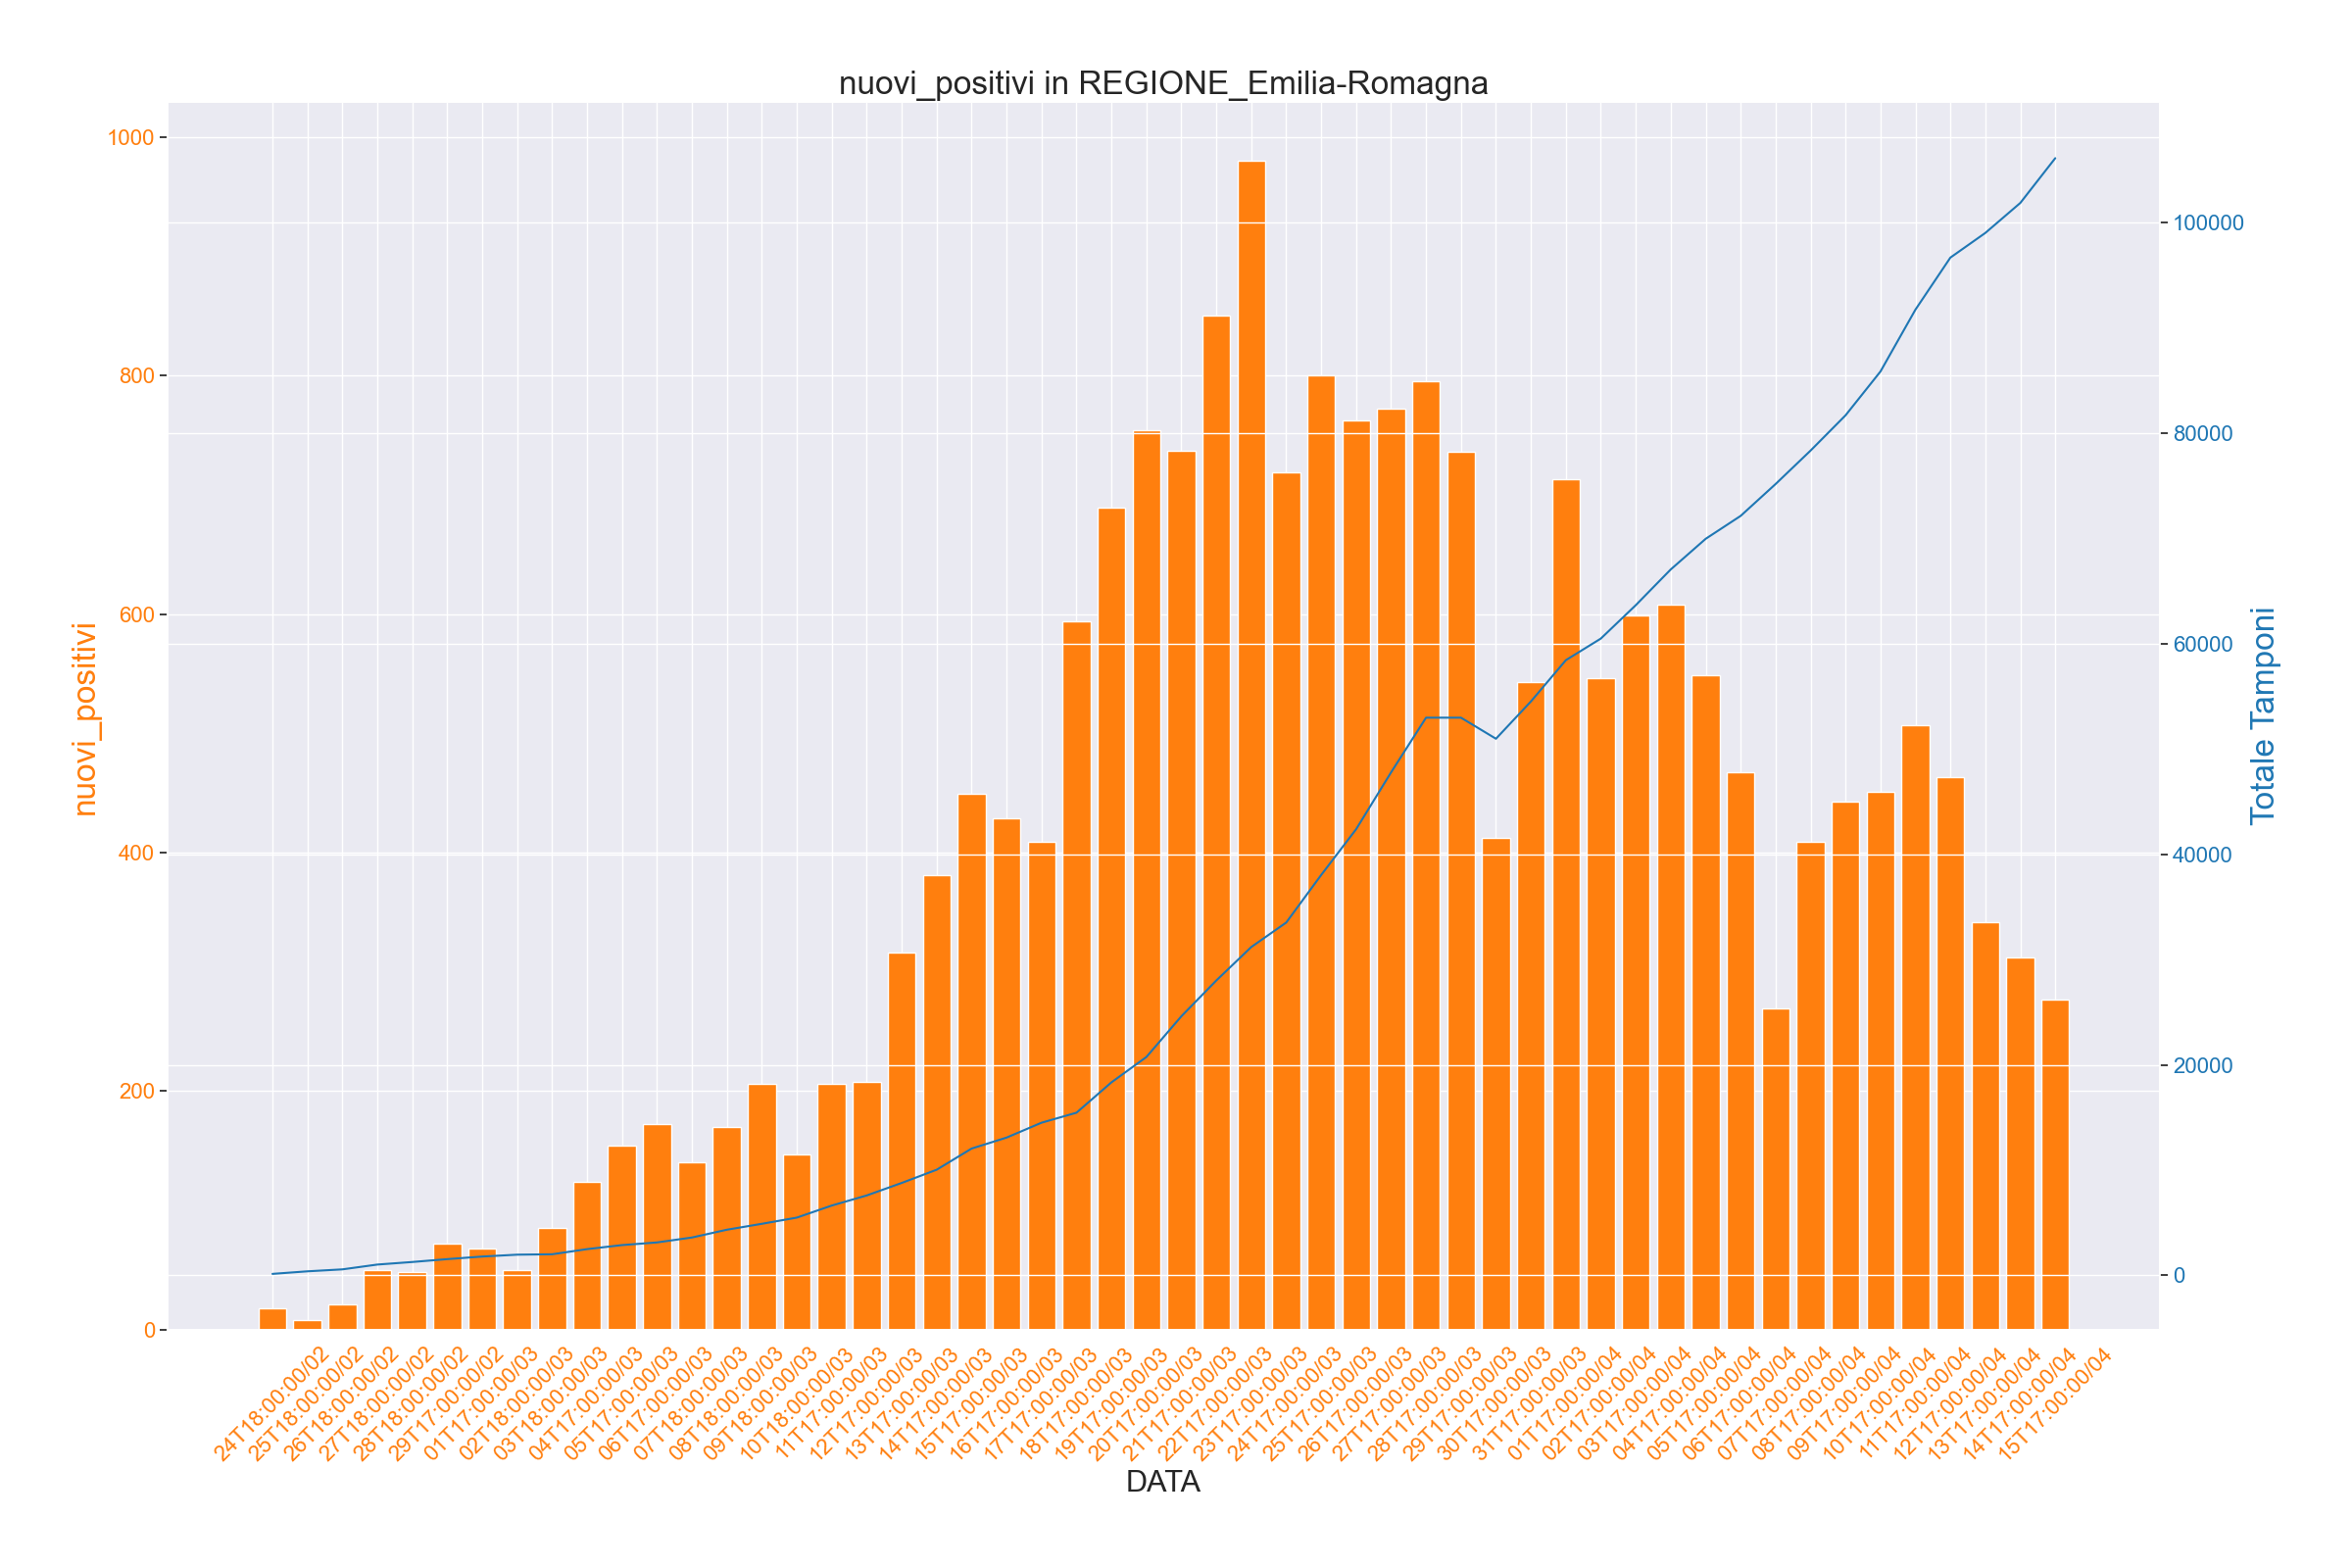 nuovi_positivi in REGIONE_Emilia-Romagna
1000
800
600
400
200
0
nuovi_positivi
100000
80000
60000
40000
20000
0
Totale Tamponi
24T18:00:00/02
25T18:00:00/02
26T18:00:00/02
27T18:00:00/02
28T18:00:00/02
29T17:00:00/02
01T17:00:00/03
02T18:00:00/03
03T18:00:00/03
04T17:00:00/03
05T17:00:00/03
06T17:00:00/03
07T18:00:00/03
08T18:00:00/03
09T18:00:00/03
10T18:00:00/03
11T17:00:00/03
12T17:00:00/03
13T17:00:00/03
14T17:00:00/03
15T17:00:00/03
16T17:00:00/03
17T17:00:00/03
18T17:00:00/03
19T17:00:00/03
20T17:00:00/03
21T17:00:00/03
22T17:00:00/03
23T17:00:00/03
24T17:00:00/03
25T17:00:00/03
26T17:00:00/03
27T17:00:00/03
28T17:00:00/03
29T17:00:00/03
30T17:00:00/03
31T17:00:00/03
01T17:00:00/04
02T17:00:00/04
03T17:00:00/04
04T17:00:00/04
05T17:00:00/04
06T17:00:00/04
07T17:00:00/04
08T17:00:00/04
09T17:00:00/04
10T17:00:00/04
11T17:00:00/04
12T17:00:00/04
13T17:00:00/04
14T17:00:00/04
15T17:00:00/04
DATA